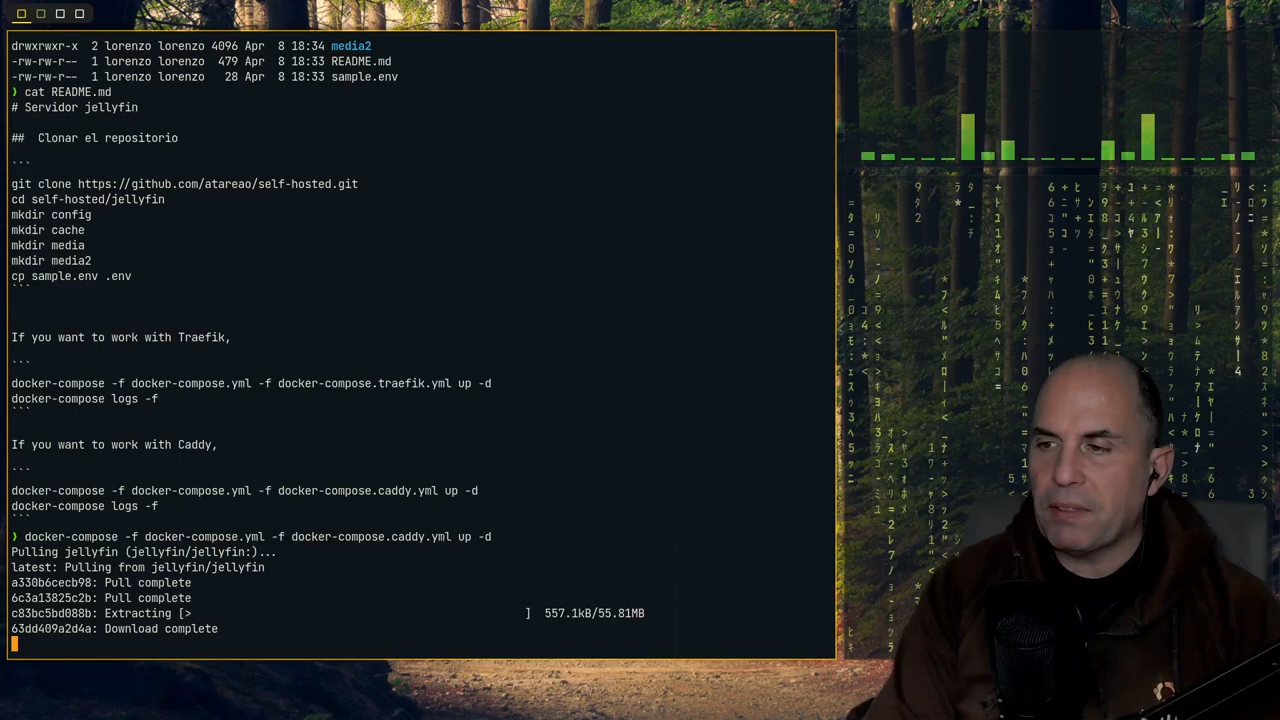 drwxrwxr-x  2 lorenzo lorenzo 4096 Apr  8 18:34 media2
-rw-rw-r--  1 lorenzo lorenzo  479 Apr  8 18:33 README.md
-rw-rw-r--  1 lorenzo lorenzo   28 Apr  8 18:33 sample.env
❯ cat README.md
# Servidor jellyfin
##  Clonar el repositorio
```
git clone https://github.com/atareao/self-hosted.git
cd self-hosted/jellyfin
mkdir config
mkdir cache
mkdir media
mkdir media2
cp sample.env .env
```
If you want to work with Traefik,
```
docker-compose -f docker-compose.yml -f docker-compose.traefik.yml up -d
docker-compose logs -f
```
If you want to work with Caddy,
```
docker-compose -f docker-compose.yml -f docker-compose.caddy.yml up -d
docker-compose logs -f
```
❯ docker-compose -f docker-compose.yml -f docker-compose.caddy.yml up -d
Pulling jellyfin (jellyfin/jellyfin:)...
latest: Pulling from jellyfin/jellyfin
a330b6cecb98: Pull complete
6c3a13825c2b: Pull complete
c83bc5bd088b: Extracting [>                                                  ]  557.1kB/55.81MB
63dd409a2d4a: Download complete